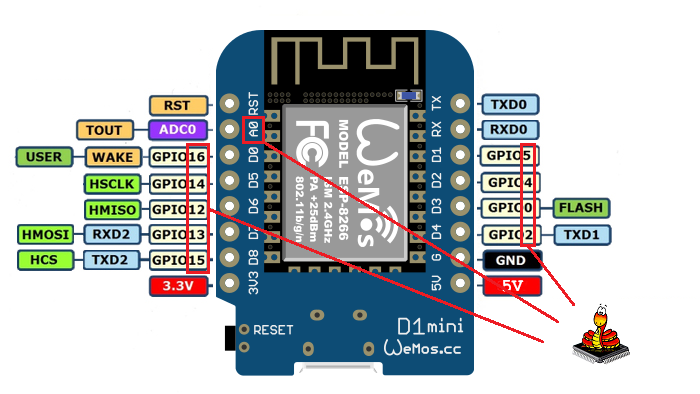 RST
TOUT ADC0
USER WAKE GPIO16
HSCLK GPIO14
HMISO GPIO12
HMOSI RXD2 GPIO13
HCS TXD2 GPIO15
3.3V
RST
A0
D0
D5
D6
D7
D8
3V3
WeMos
MODEL ESP-8266
ISM 2.4GHz
PA +25dBm
802.11b/g/n
FC
TX
RX
D1
D2
D3
D4
G
5V
TXD0
RXD0
GPIO5
GPIO4
GPIO0 FLASH
GPIO2 TXD1
GND
5V
RESET
D1mini
WeMos.cc